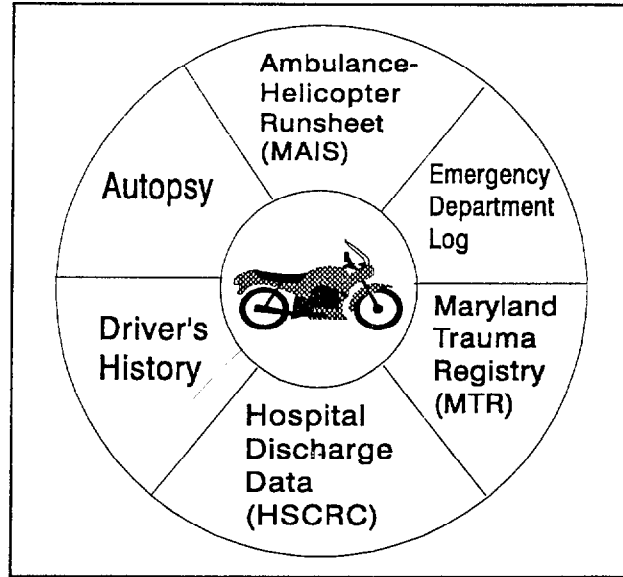 Ambulance-
Helicopter
Runsheet
(MAIS)
Emergency
Department
Log
Maryland
Trauma
Registry
(MTR)
Hospital
Discharge
Data
(HSCRC)
Driver's
History
Autopsy